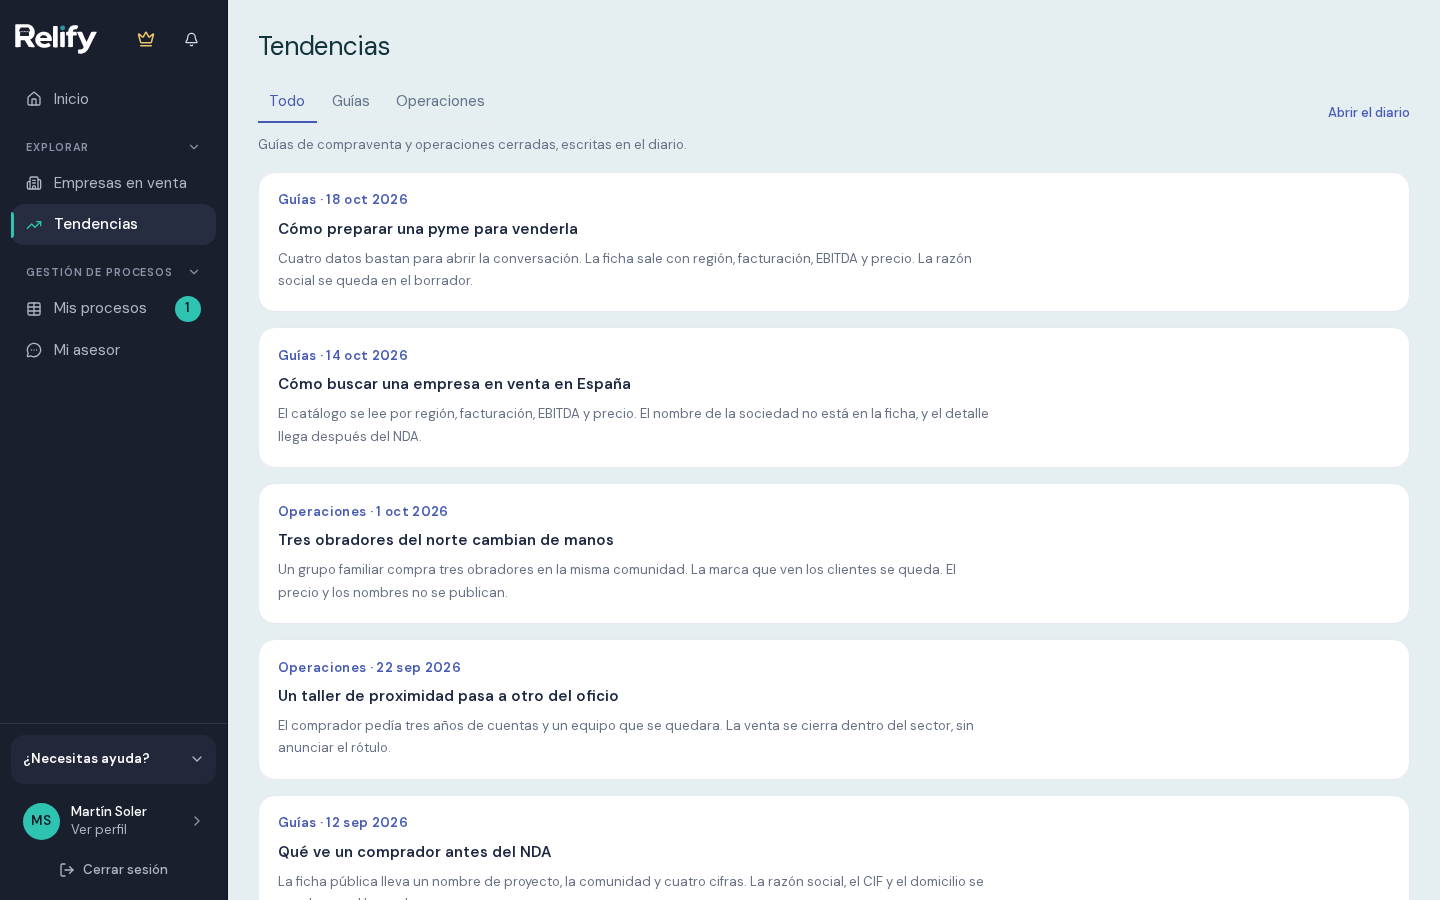 Relify
Inicio
EXPLORAR
Empresas en venta
Tendencias
GESTIÓN DE PROCESOS
Mis procesos
1
Mi asesor
¿Necesitas ayuda?
MS
Martín Soler
Ver perfil
Cerrar sesión
Tendencias
Todo
Guías
Operaciones
Abrir el diario
Guías de compraventa y operaciones cerradas, escritas en el diario.
Guías · 18 oct 2026
Cómo preparar una pyme para venderla
Cuatro datos bastan para abrir la conversación. La ficha sale con región, facturación, EBITDA y precio. La razón
social se queda en el borrador.
Guías · 14 oct 2026
Cómo buscar una empresa en venta en España
El catálogo se lee por región, facturación, EBITDA y precio. El nombre de la sociedad no está en la ficha, y el detalle
llega después del NDA.
Operaciones · 1 oct 2026
Tres obradores del norte cambian de manos
Un grupo familiar compra tres obradores en la misma comunidad. La marca que ven los clientes se queda. El
precio y los nombres no se publican.
Operaciones · 22 sep 2026
Un taller de proximidad pasa a otro del oficio
El comprador pedía tres años de cuentas y un equipo que se quedara. La venta se cierra dentro del sector, sin
anunciar el rótulo.
Guías · 12 sep 2026
Qué ve un comprador antes del NDA
La ficha pública lleva un nombre de proyecto, la comunidad y cuatro cifras. La razón social, el CIF y el domicilio se